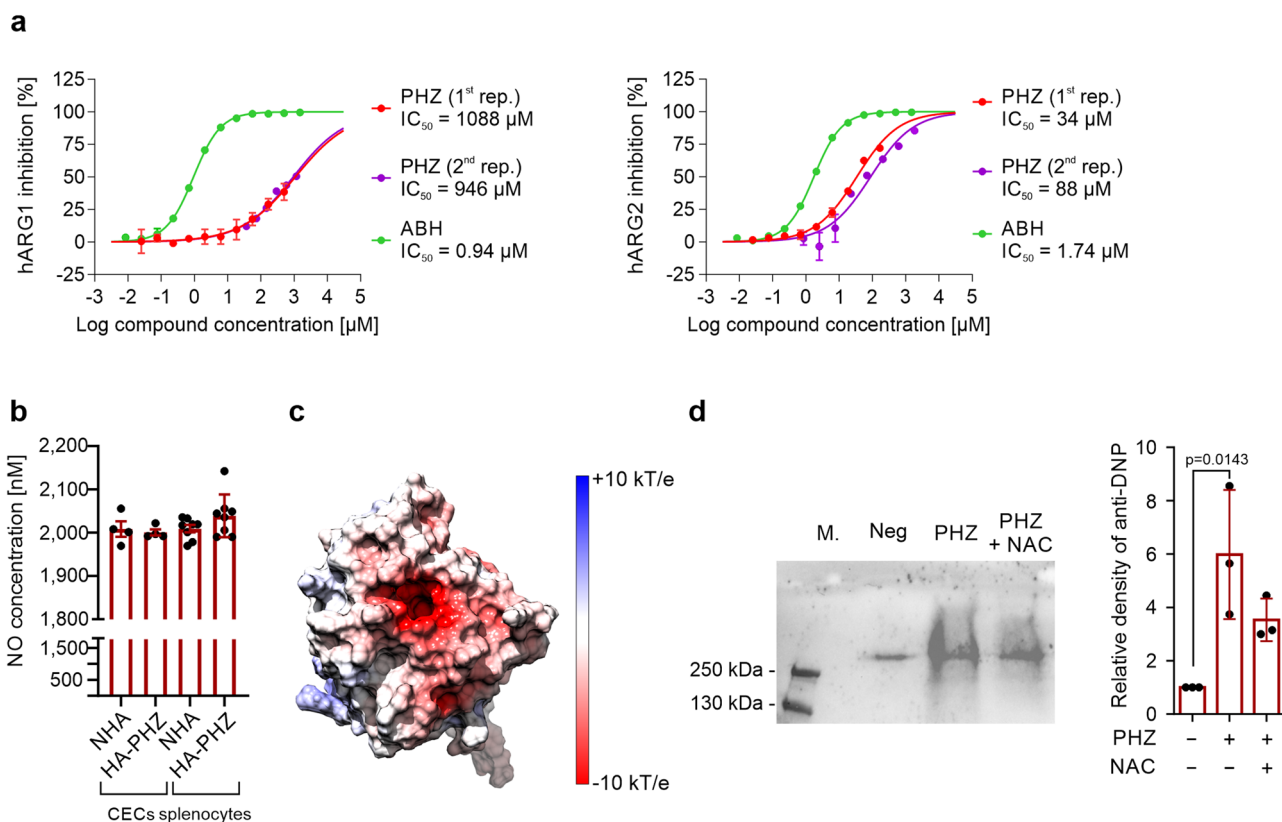 a
hARG1 inhibition [%]
125
100
75
50
25
0
-25
-3 -2 -1 0 1 2 3 4 5
Log compound concentration [µM]
PHZ (1st rep.)
IC50 = 1088 µM
PHZ (2nd rep.)
IC50 = 946 µM
ABH
IC50 = 0.94 µM
hARG2 inhibition [%]
125
100
75
50
25
0
-25
-3 -2 -1 0 1 2 3 4 5
Log compound concentration [µM]
PHZ (1st rep.)
IC50 = 34 µM
PHZ (2nd rep.)
IC50 = 88 µM
ABH
IC50 = 1.74 µM
b
NO concentration [nM]
2,200
2,100
2,000
1,900
1,800
1,500
1,000
500
NHA
HA-PHZ
NHA
HA-PHZ
CECs splenocytes
c
+10 kT/e
-10 kT/e
d
M. Neg PHZ PHZ + NAC
250 kDa -
130 kDa -
Relative density of anti-DNP
10
8
6
4
2
0
p=0.0143
PHZ − + +
NAC − − +